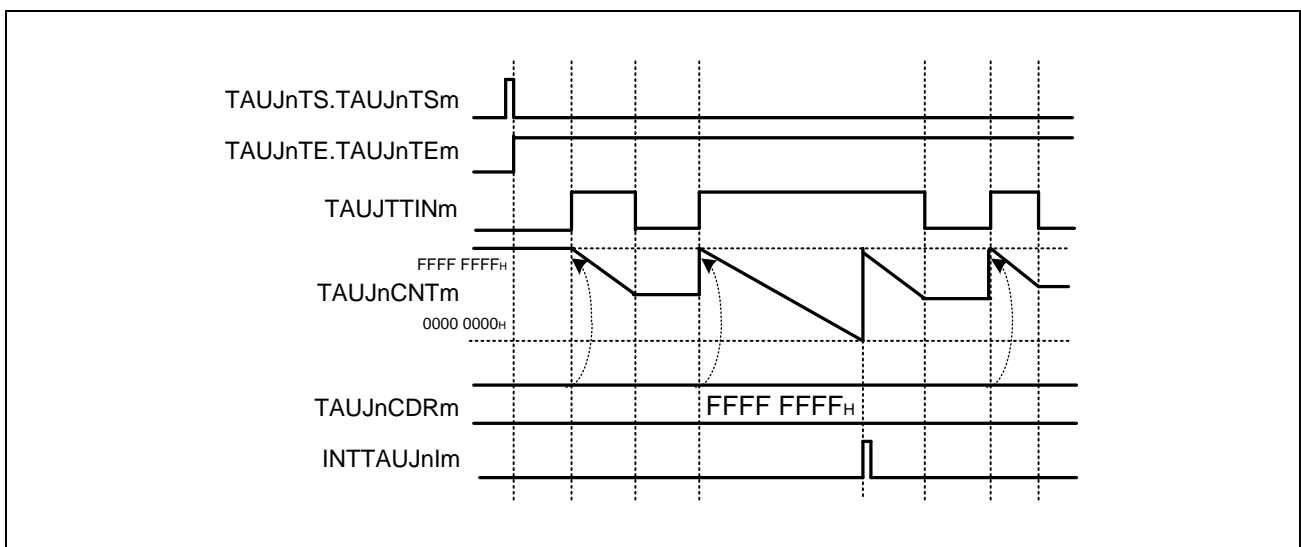 TAUJnTS.TAUJnTSm
TAUJnTE.TAUJnTEm
TAUJTTINm
FFFF FFFFH
TAUJnCNTm
0000 0000H
TAUJnCDRm
FFFF FFFFH
INTTAUJnIm